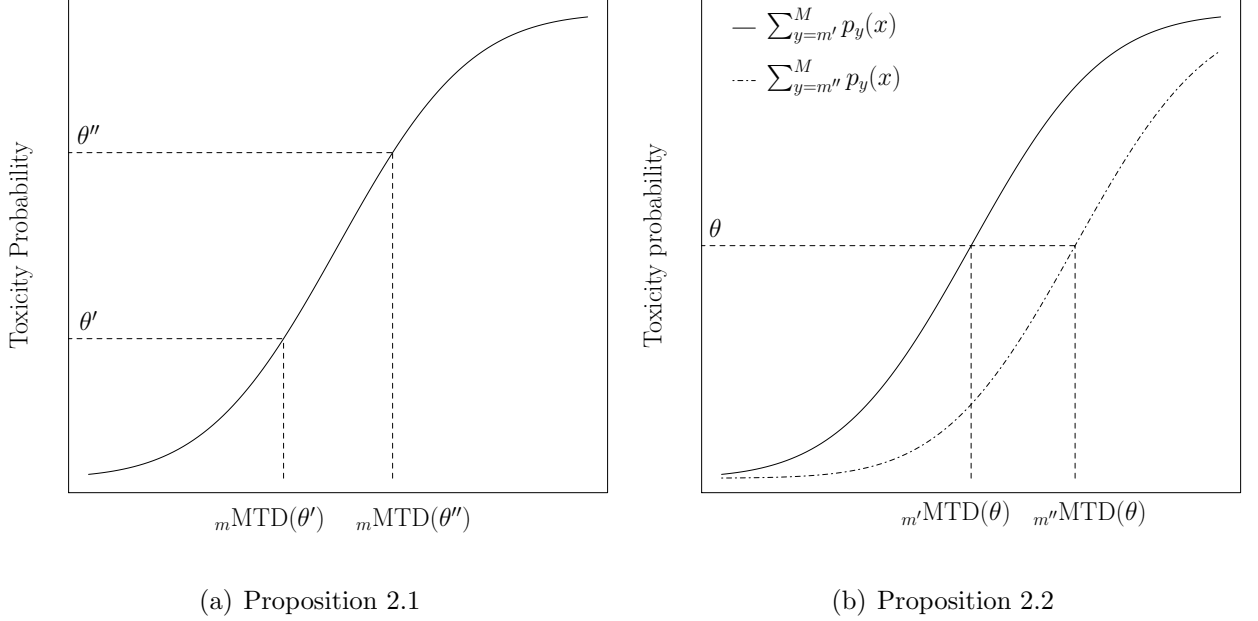 Toxicity Probability
θ′′
θ′
ₘMTD(θ′) ₘMTD(θ′′)
(a) Proposition 2.1
Toxicity probability
— ∑_{y=m′}^{M} p_y(x)
-·-·- ∑_{y=m′′}^{M} p_y(x)
θ
_{m′}MTD(θ) _{m′′}MTD(θ)
(b) Proposition 2.2